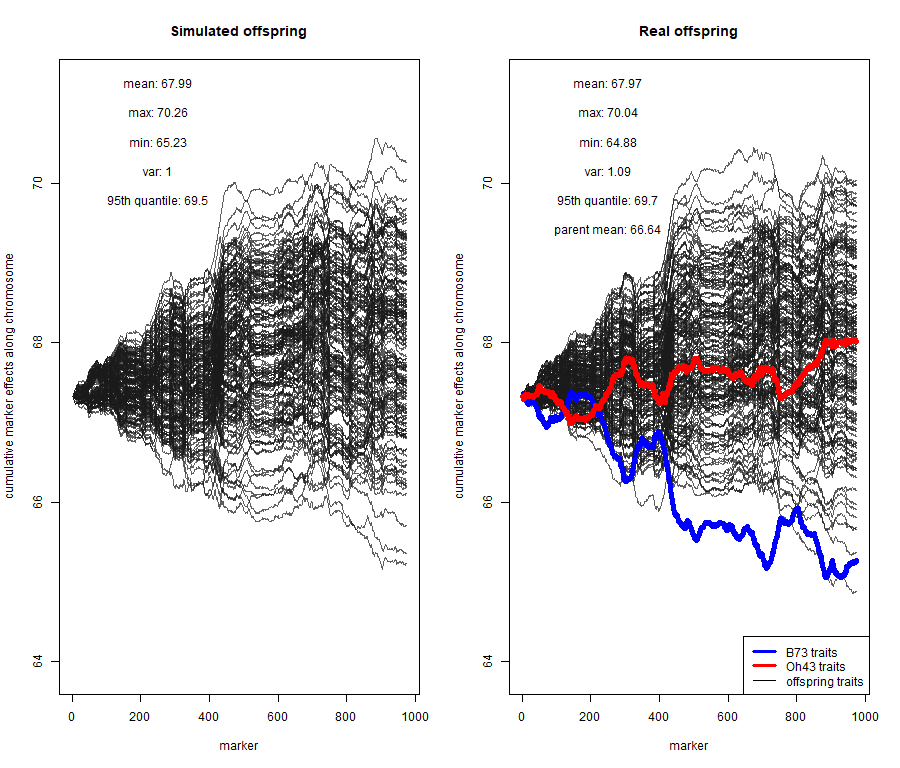 Simulated offspring
mean: 67.99
max: 70.26
min: 65.23
var: 1
95th quantile: 69.5
cumulative marker effects along chromosome
64
66
68
70
0
200
400
600
800
1000
marker
Real offspring
mean: 67.97
max: 70.04
min: 64.88
var: 1.09
95th quantile: 69.7
parent mean: 66.64
cumulative marker effects along chromosome
64
66
68
70
B73 traits
Oh43 traits
offspring traits
0
200
400
600
800
1000
marker